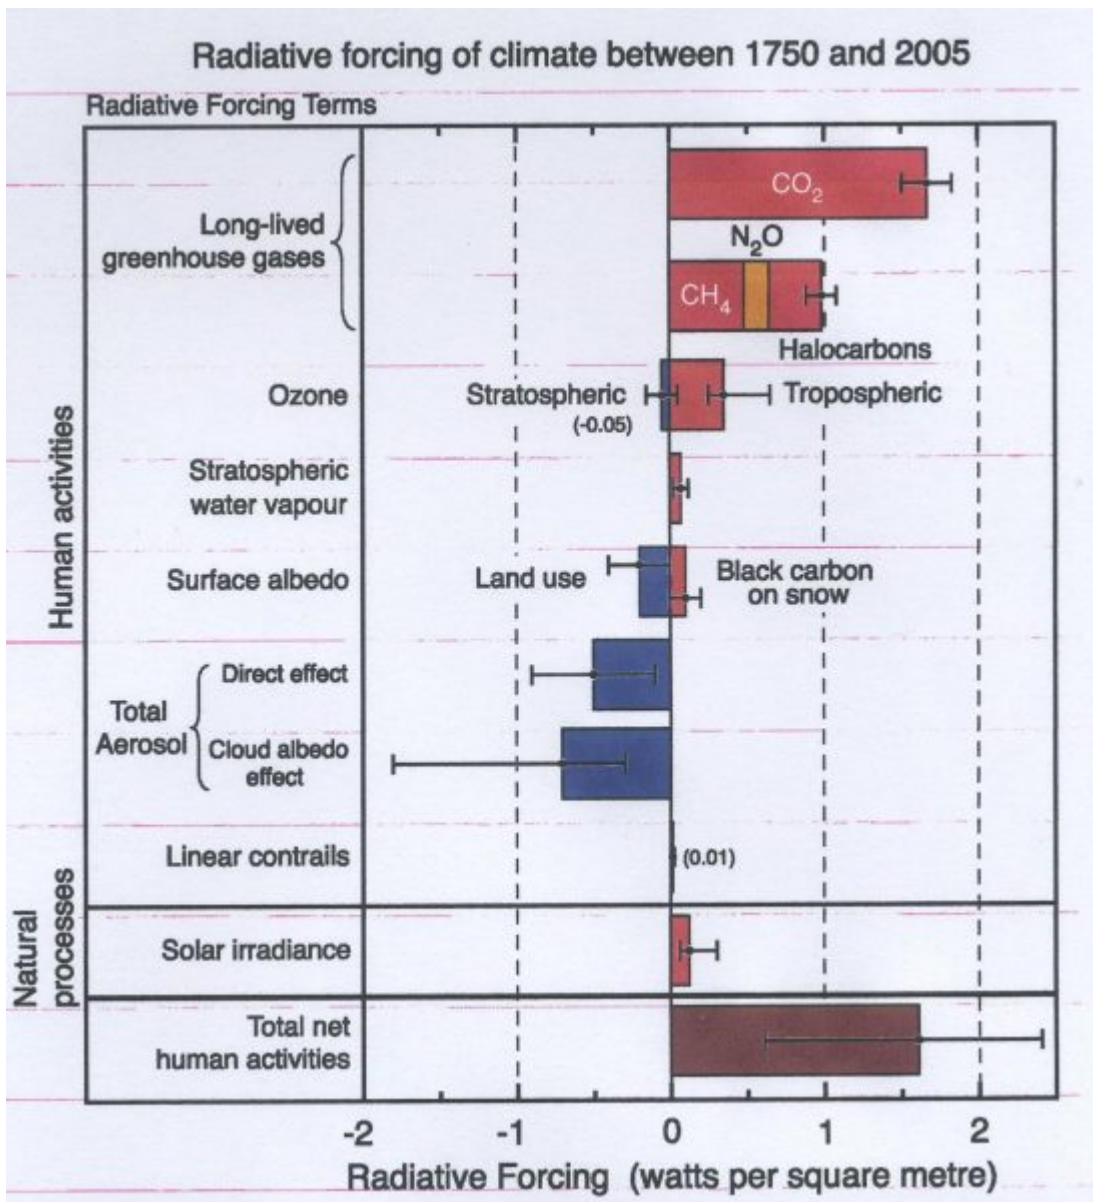 Radiative forcing of climate between 1750 and 2005
Radiative Forcing Terms
CO₂
Long-lived
greenhouse gases
N₂O
CH₄
Halocarbons
Ozone
Stratospheric
(-0.05)
Tropospheric
Stratospheric
water vapour
Human activities
Surface albedo
Land use
Black carbon
on snow
Total
Aerosol
Direct effect
Cloud albedo
effect
Linear contrails
(0.01)
Natural
processes
Solar irradiance
Total net
human activities
-2 -1 0 1 2
Radiative Forcing (watts per square metre)